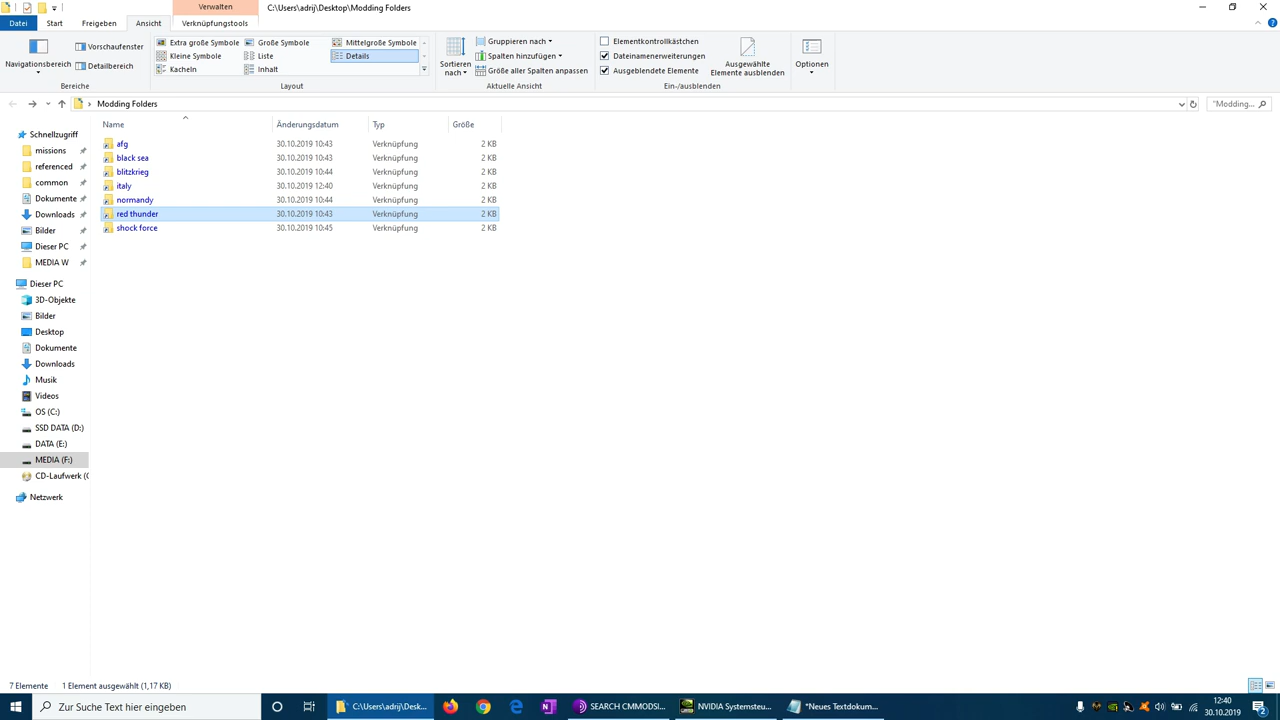 Verwalten
C:\Users\adrij\Desktop\Modding Folders
Datei Start Freigeben Ansicht Verknüpfungstools
Navigationsbereich
Vorschaufenster
Detailbereich
Bereiche
Extra große Symbole Große Symbole Mittelgroße Symbole
Kleine Symbole Liste Details
Kacheln Inhalt
Layout
Sortieren nach
Gruppieren nach
Spalten hinzufügen
Größe aller Spalten anpassen
Aktuelle Ansicht
Elementkontrollkästchen
Dateinamenerweiterungen
Ausgeblendete Elemente
Ausgewählte
Elemente ausblenden
Ein-/ausblenden
Optionen
Modding Folders
"Modding...
Name Änderungsdatum Typ Größe
afg 30.10.2019 10:43 Verknüpfung 2 KB
black sea 30.10.2019 10:43 Verknüpfung 2 KB
blitzkrieg 30.10.2019 10:44 Verknüpfung 2 KB
italy 30.10.2019 12:40 Verknüpfung 2 KB
normandy 30.10.2019 10:44 Verknüpfung 2 KB
red thunder 30.10.2019 10:43 Verknüpfung 2 KB
shock force 30.10.2019 10:45 Verknüpfung 2 KB
Schnellzugriff
missions
referenced
common
Dokumente
Downloads
Bilder
Dieser PC
MEDIA W
Dieser PC
3D-Objekte
Bilder
Desktop
Dokumente
Downloads
Musik
Videos
OS (C:)
SSD DATA (D:)
DATA (E:)
MEDIA (F:)
CD-Laufwerk (
Netzwerk
7 Elemente 1 Element ausgewählt (1,17 KB)
Zur Suche Text hier eingeben
C:\Users\adrij\Desk...
SEARCH CMMODSI...
NVIDIA Systemsteu...
*Neues Textdokum...
12:40
30.10.2019
2